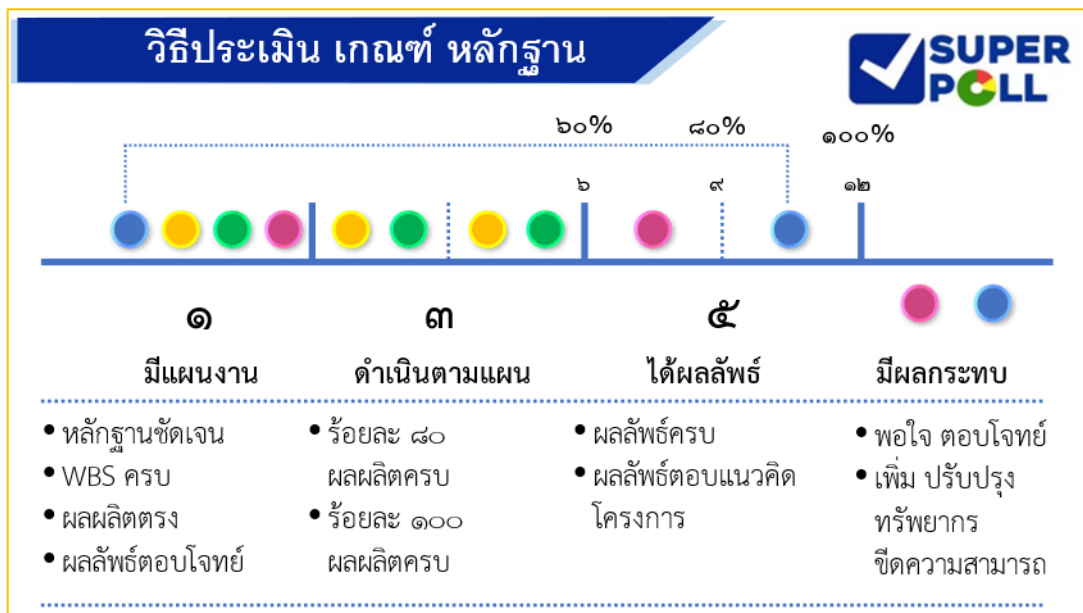 วิธีประเมิน เกณฑ์ หลักฐาน
SUPER
POLL
๖๐%
๘๐%
๑๐๐%
๖
๙
๑๒
๑
๓
๕
มีแผนงาน
ดำเนินตามแผน
ได้ผลลัพธ์
มีผลกระทบ
• หลักฐานชัดเจน
• WBS ครบ
• ผลผลิตตรง
• ผลลัพธ์ตอบโจทย์
• ร้อยละ ๘๐
ผลผลิตครบ
• ร้อยละ ๑๐๐
ผลผลิตครบ
• ผลลัพธ์ครบ
• ผลลัพธ์ตอบแนวคิด
โครงการ
• พอใจ ตอบโจทย์
• เพิ่ม ปรับปรุง
ทรัพยากร
ขีดความสามารถ